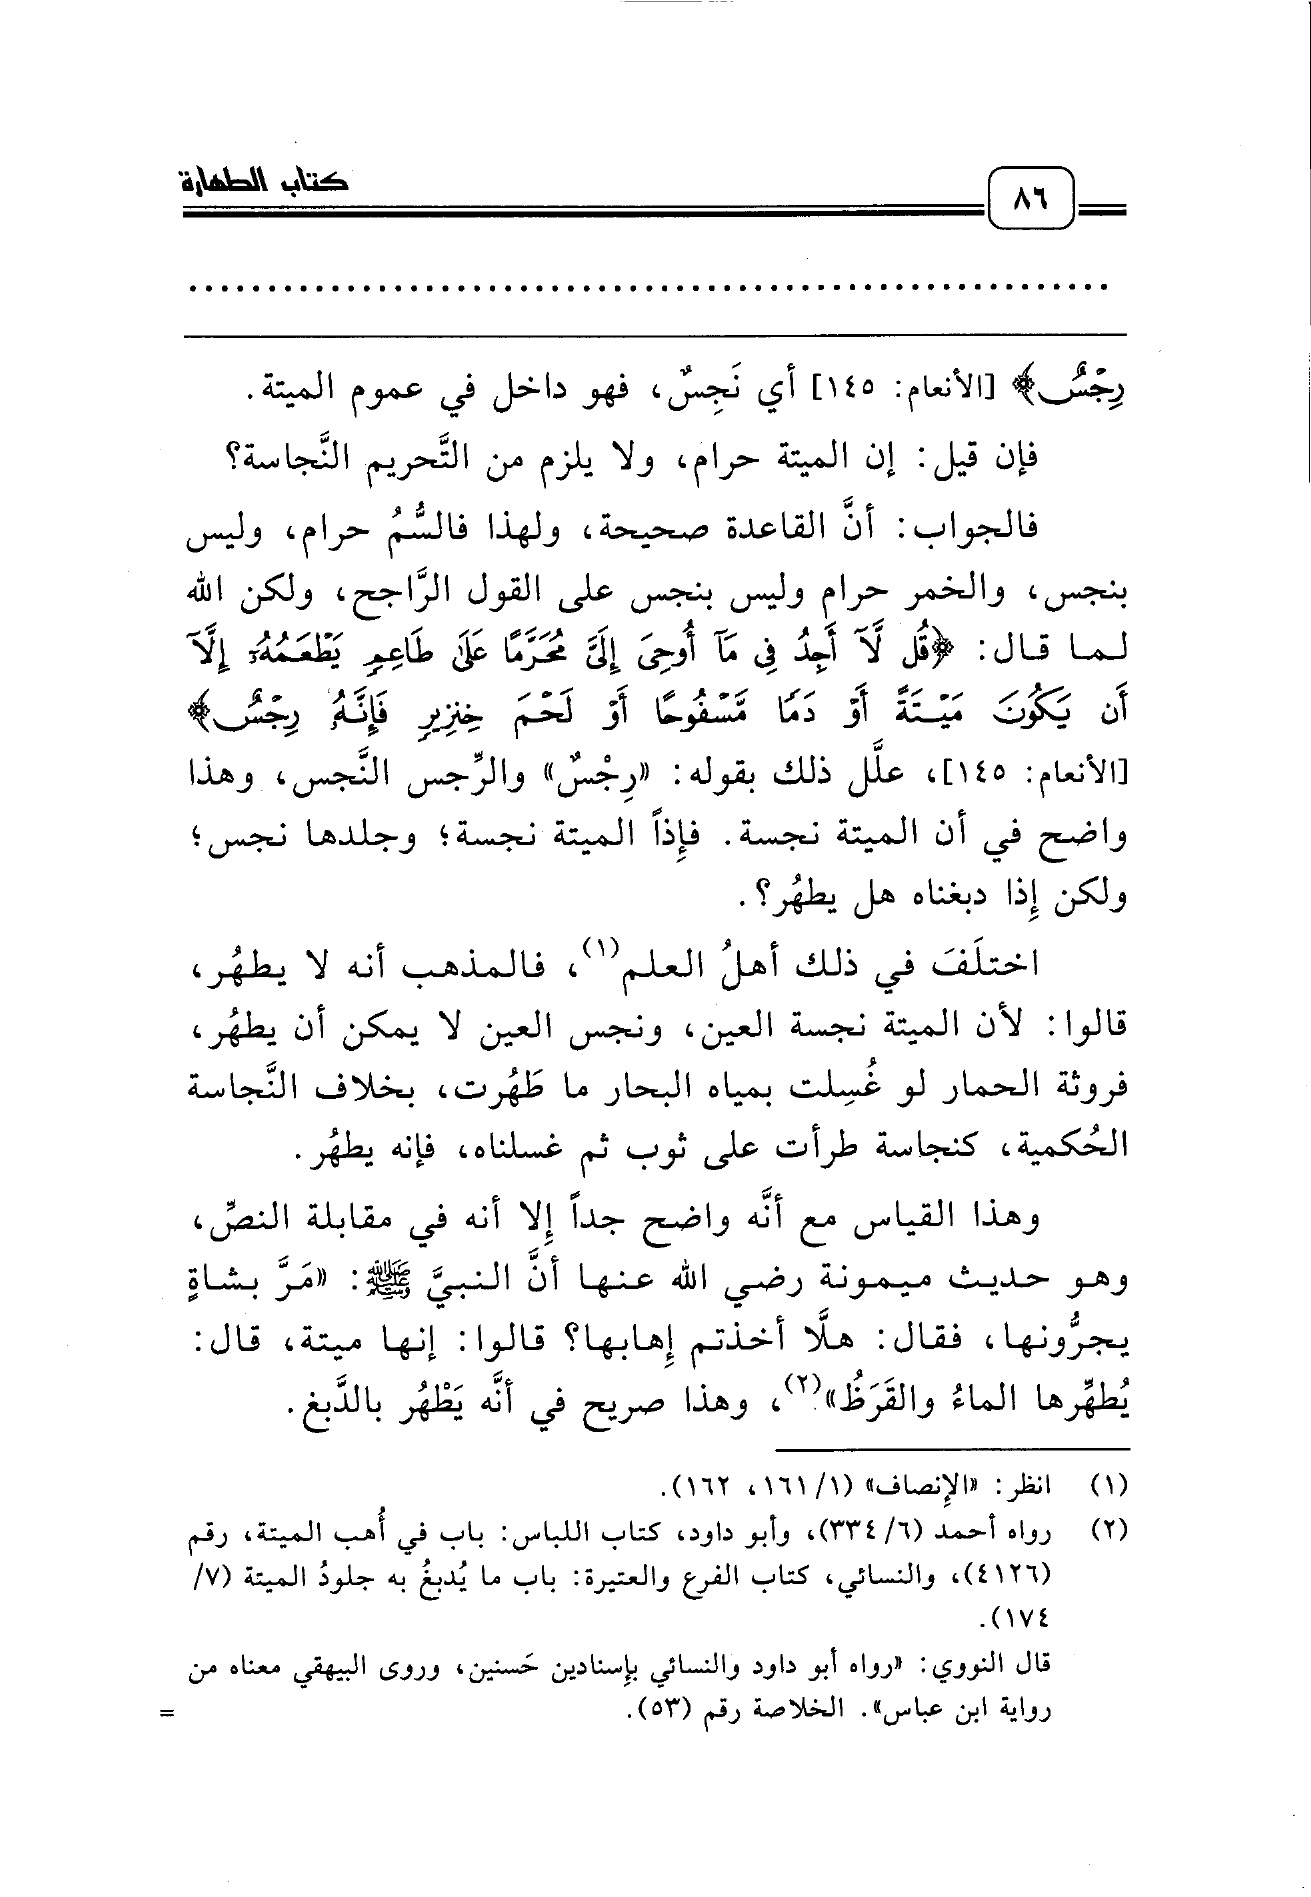 كتاب الطهارة
٨٦
رِجْسٌ﴾ [الأنعام: ١٤٥] أي نَجِسٌ، فهو داخل في عموم الميتة.
فإن قيل: إن الميتة حرام، ولا يلزم من التَّحريم النَّجاسة؟
فالجواب: أنَّ القاعدة صحيحة، ولهذا فالسُّمُ حرام، وليس
بنجس، والخمر حرام وليس بنجس على القول الرَّاجح، ولكن الله
لما قال: ﴿قُل لَّآ أَجِدُ فِى مَآ أُوحِىَ إِلَىَّ مُحَرَّمًا عَلَىٰ طَاعِمٍ يَطْعَمُهُۥٓ إِلَّآ
أَن يَكُونَ مَيْتَةً أَوْ دَمًا مَّسْفُوحًا أَوْ لَحْمَ خِنزِيرٍ فَإِنَّهُۥ رِجْسٌ﴾
[الأنعام: ١٤٥]، علَّل ذلك بقوله: «رِجْسٌ» والرِّجس النَّجس، وهذا
واضح في أن الميتة نجسة. فإِذاً الميتة نجسة؛ وجلدها نجس؛
ولكن إِذا دبغناه هل يطهُر؟.
اختلَفَ في ذلك أهلُ العلم(١)، فالمذهب أنه لا يطهُر،
قالوا: لأن الميتة نجسة العين، ونجس العين لا يمكن أن يطهُر،
فروثة الحمار لو غُسِلت بمياه البحار ما طَهُرت، بخلاف النَّجاسة
الحُكمية، كنجاسة طرأت على ثوب ثم غسلناه، فإنه يطهُر.
وهذا القياس مع أنَّه واضح جداً إلا أنه في مقابلة النصِّ،
وهو حديث ميمونة رضي الله عنها أنَّ النبيَّ ﷺ: «مَرَّ بشاةٍ
يجرُّونها، فقال: هلَّا أخذتم إِهابها؟ قالوا: إنها ميتة، قال:
يُطهِّرها الماءُ والقَرَظُ»(٢)، وهذا صريح في أنَّه يَطْهُر بالدَّبغ.
(١) انظر: «الإِنصاف» (١/ ١٦١، ١٦٢).
(٢) رواه أحمد (٦/ ٣٣٤)، وأبو داود، كتاب اللباس: باب في أُهب الميتة، رقم
(٤١٢٦)، والنسائي، كتاب الفرع والعتيرة: باب ما يُدبغُ به جلودُ الميتة (٧/
١٧٤).
قال النووي: «رواه أبو داود والنسائي بإسنادين حَسنين، وروى البيهقي معناه من
رواية ابن عباس». الخلاصة رقم (٥٣). =